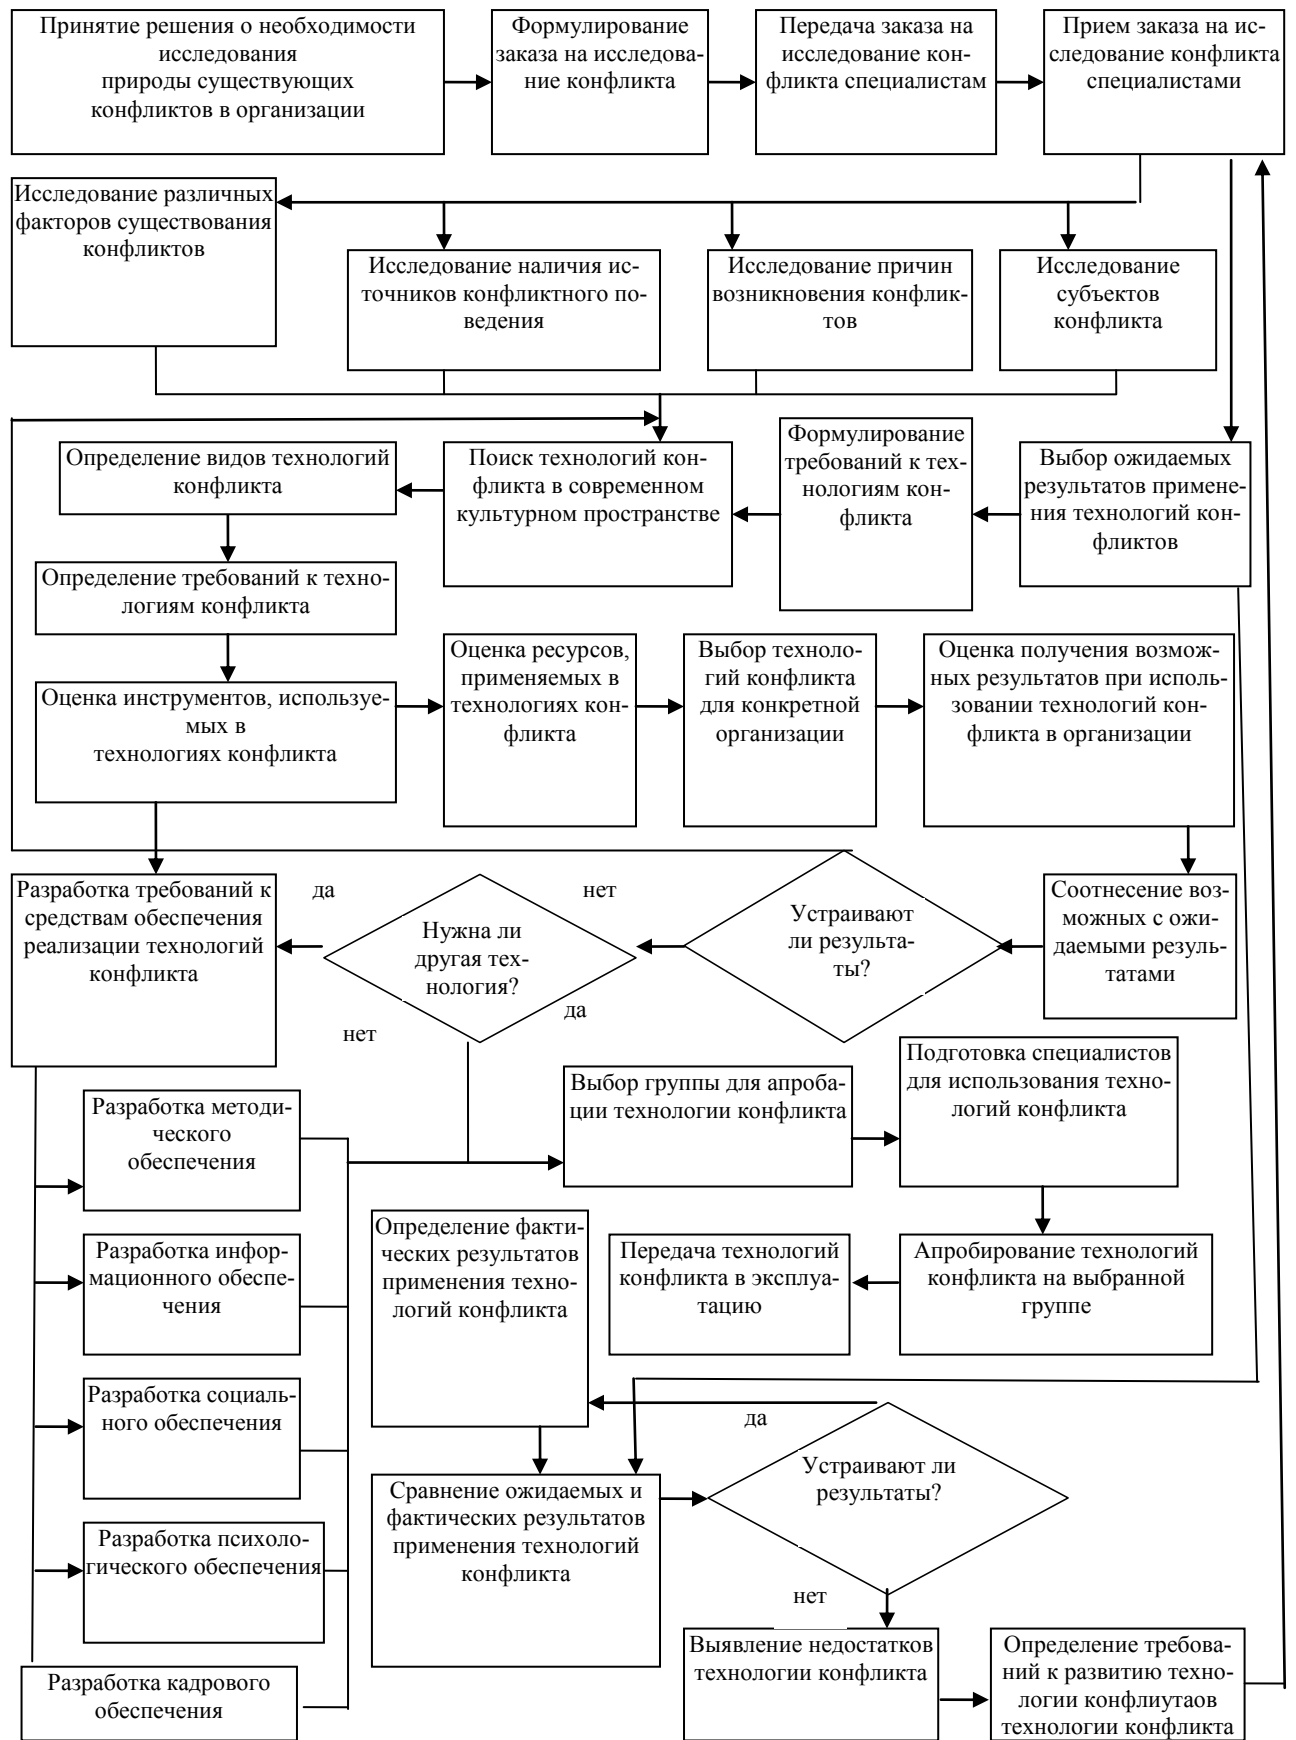 Принятие решения о необходимости
исследования
природы существующих
конфликтов в организации
Формулирование
заказа на исследова-
ние конфликта
Передача заказа на
исследование кон-
фликта специалистам
Прием заказа на ис-
следование конфликта
специалистами
Исследование различных
факторов существования
конфликтов
Исследование наличия ис-
точников конфликтного по-
ведения
Исследование причин
возникновения конфлик-
тов
Исследование
субъектов
конфликта
Определение видов технологий
конфликта
Поиск технологий кон-
фликта в современном
культурном пространстве
Формулирование
требований к тех-
нологиям кон-
фликта
Выбор ожидаемых
результатов примене-
ния технологий кон-
фликтов
Определение требований к техно-
логиям конфликта
Оценка инструментов, используе-
мых в
технологиях конфликта
Оценка ресурсов,
применяемых в
технологиях кон-
фликта
Выбор техноло-
гий конфликта
для конкретной
организации
Оценка получения возмож-
ных результатов при исполь-
зовании технологий кон-
фликта в организации
Разработка требований к
средствам обеспечения
реализации технологий
конфликта
да
Нужна ли
другая тех-
нология?
нет
Устраивают
ли результа-
ты?
Соотнесение воз-
можных с ожи-
даемыми резуль-
татами
нет
да
Разработка методи-
ческого
обеспечения
Выбор группы для апроба-
ции технологии конфликта
Подготовка специалистов
для использования техно-
логий конфликта
Разработка инфор-
мационного обеспе-
чения
Определение факти-
ческих результатов
применения техно-
логий конфликта
Передача технологий
конфликта в эксплуа-
тацию
Апробирование технологий
конфликта на выбранной
группе
Разработка социаль-
ного обеспечения
да
Сравнение ожидаемых и
фактических результатов
применения технологий
конфликта
Устраивают ли
результаты?
Разработка психоло-
гического обеспечения
нет
Выявление недостатков
технологии конфликта
Определение требова-
ний к развитию техно-
логии конфлиутаов
технологии конфликта
Разработка кадрового
обеспечения